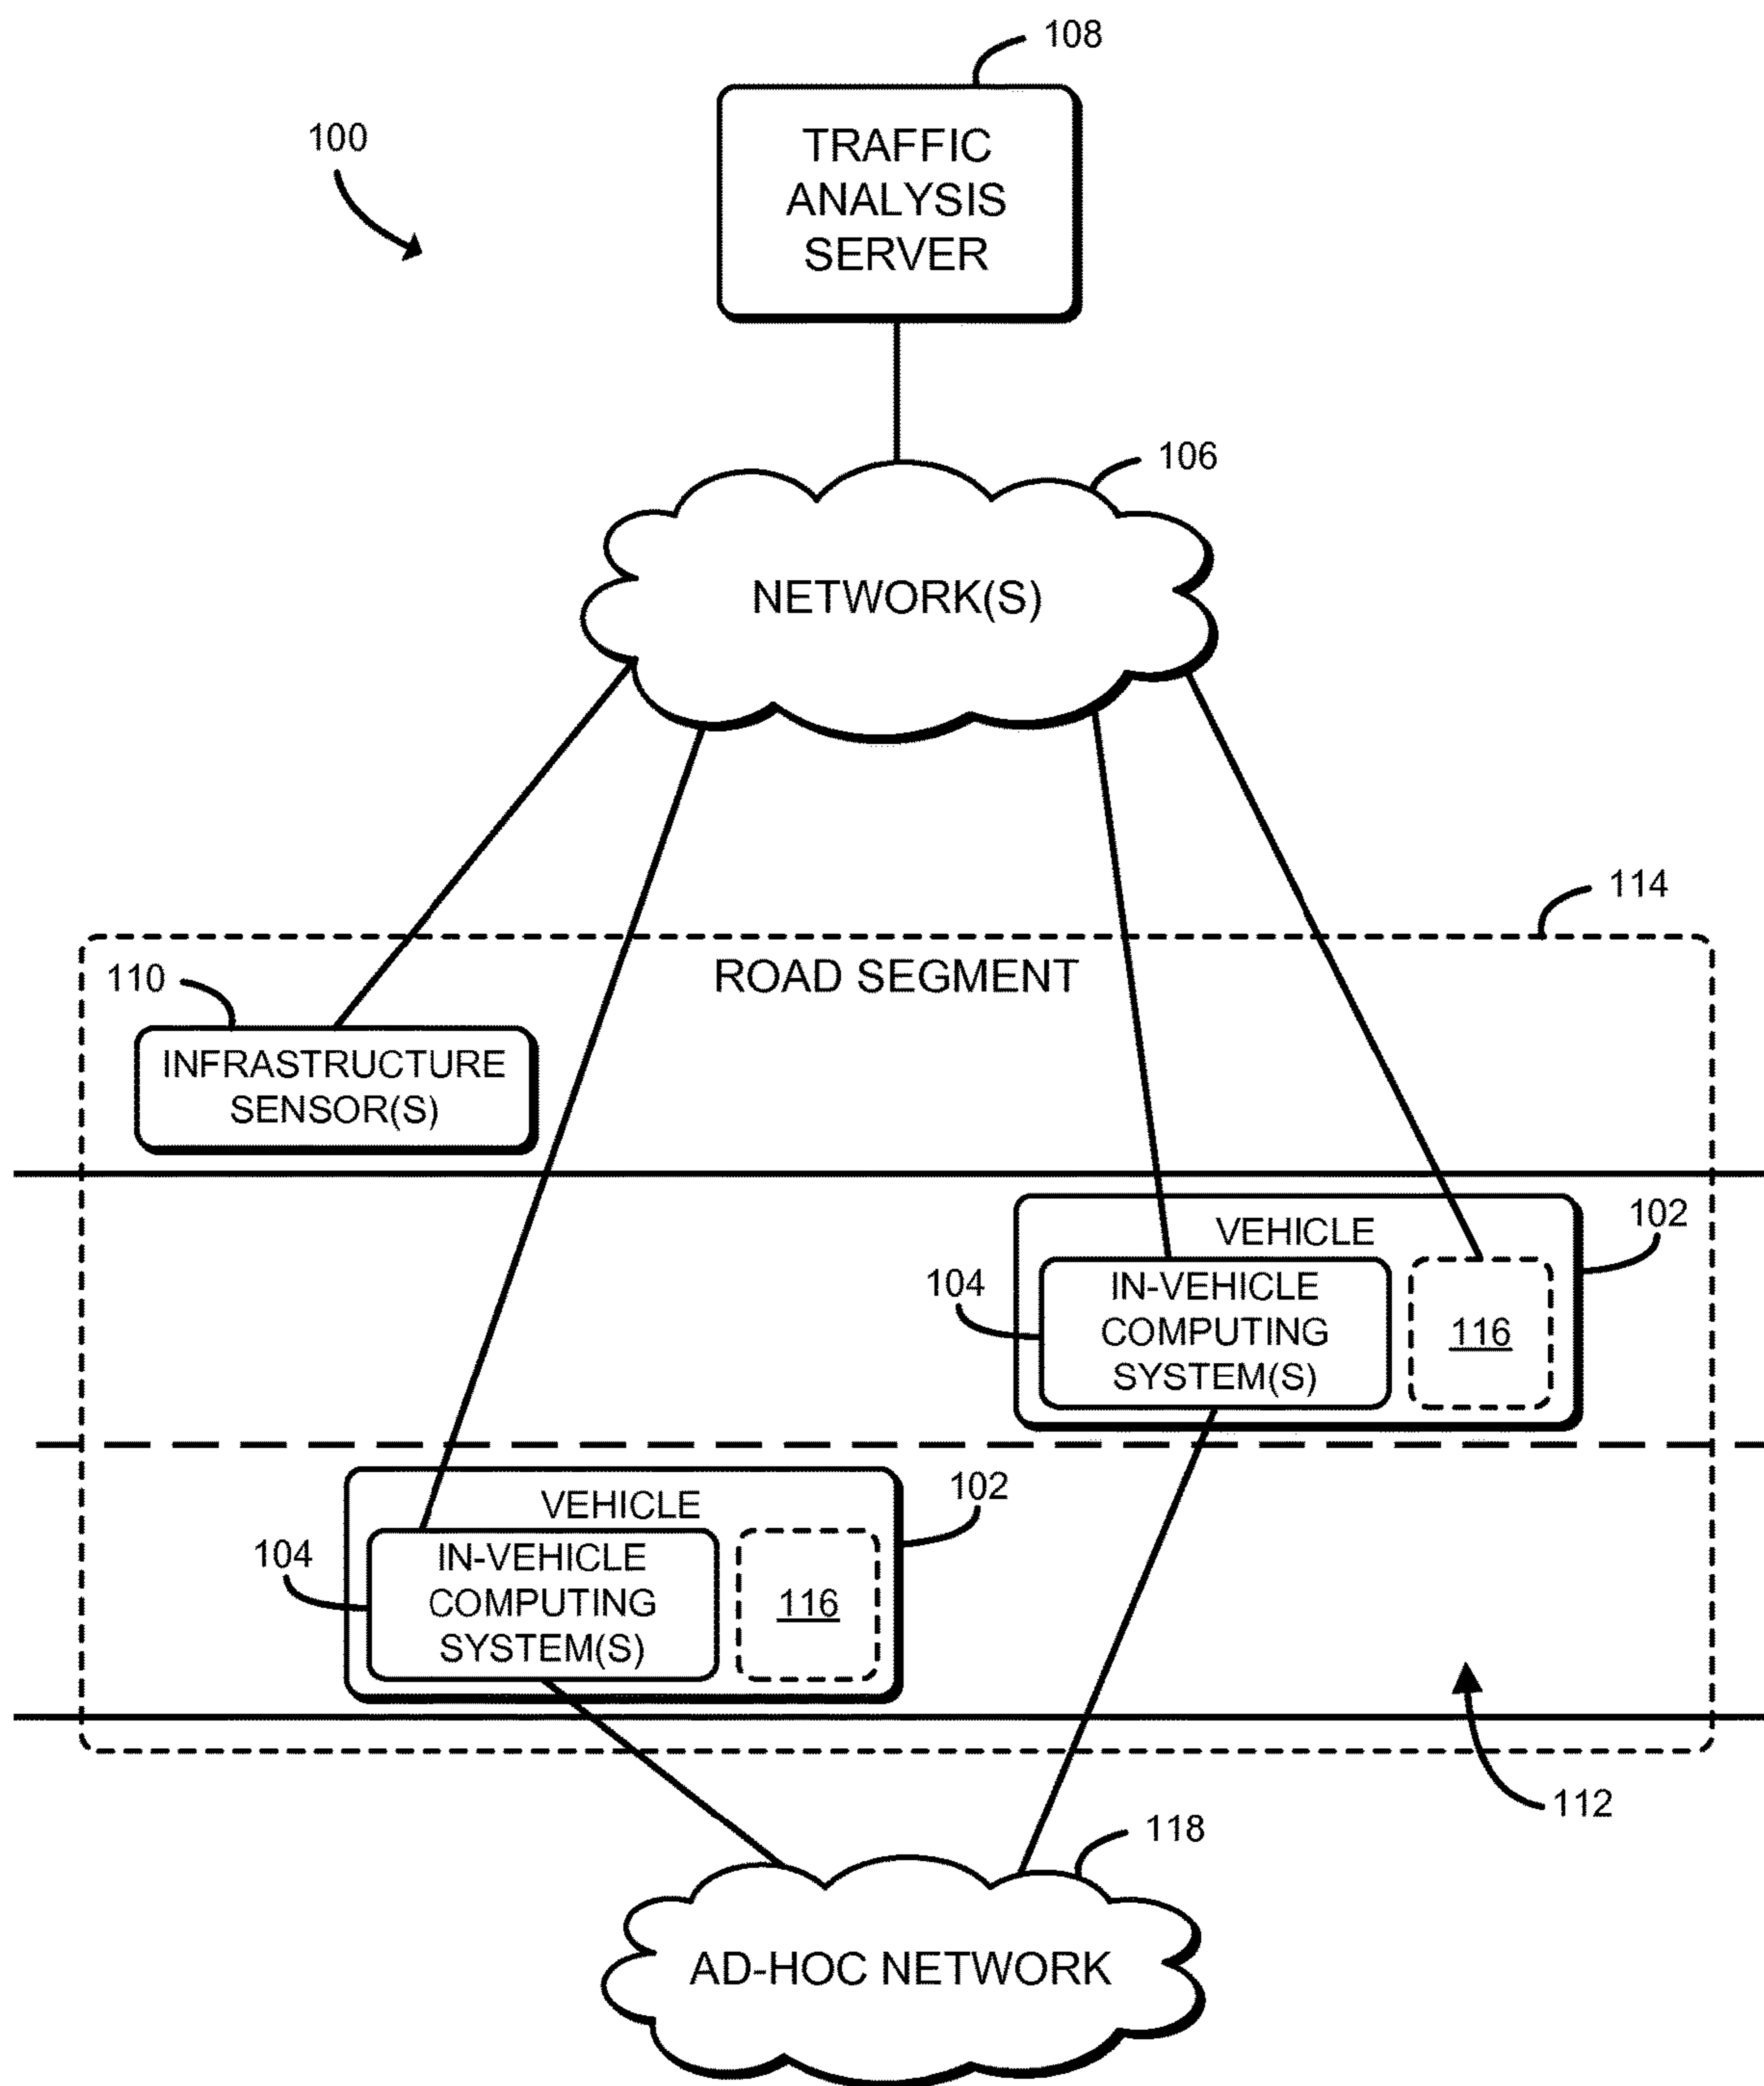 108
100
TRAFFIC
ANALYSIS
SERVER
106
NETWORK(S)
114
ROAD SEGMENT
110
INFRASTRUCTURE
SENSOR(S)
102
VEHICLE
104
IN-VEHICLE
COMPUTING
SYSTEM(S)
116
102
VEHICLE
104
IN-VEHICLE
COMPUTING
SYSTEM(S)
116
112
118
AD-HOC NETWORK